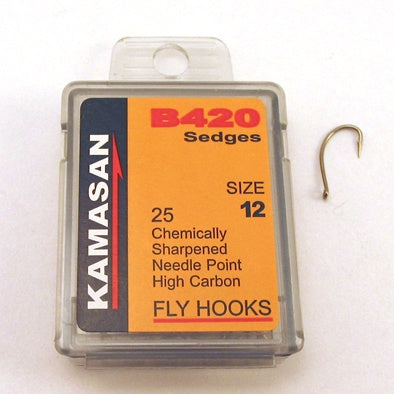 KAMASAN
B420
Sedges
SIZE
12
25
Chemically
Sharpened
Needle Point
High Carbon
FLY HOOKS